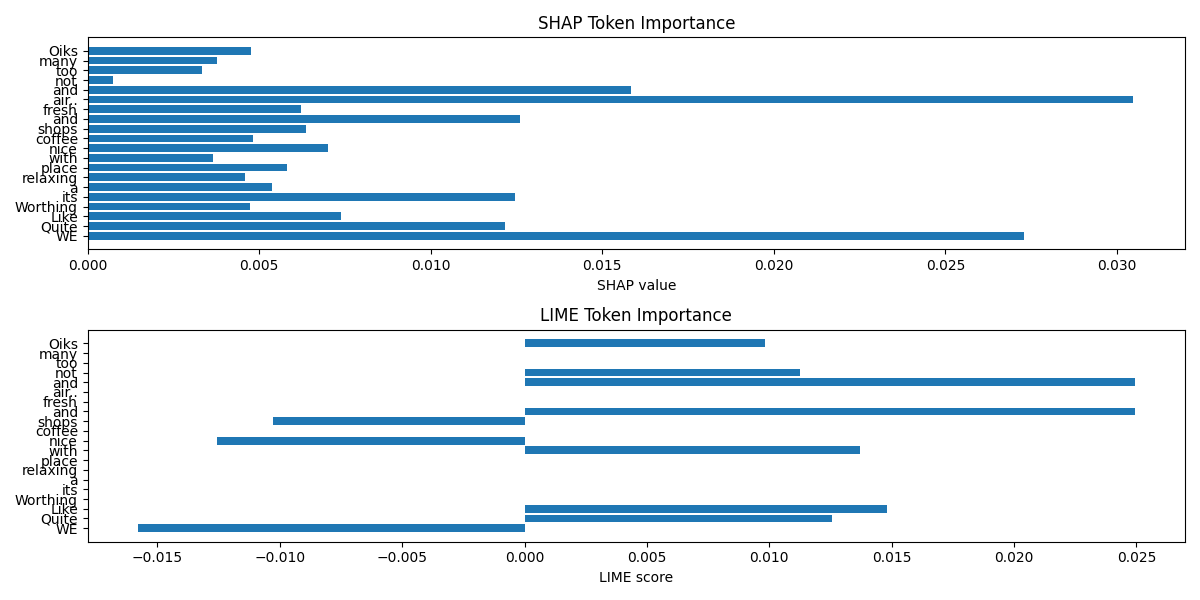 SHAP Token Importance
Oiks
many
too
not
and
air..
fresh
and
shops
coffee
nice
with
place
relaxing
a
its
Worthing
Like
Quite
WE
0.000 0.005 0.010 0.015 0.020 0.025 0.030
SHAP value
LIME Token Importance
Oiks
many
too
not
and
air..
fresh
and
shops
coffee
nice
with
place
relaxing
a
its
Worthing
Like
Quite
WE
−0.015 −0.010 −0.005 0.000 0.005 0.010 0.015 0.020 0.025
LIME score